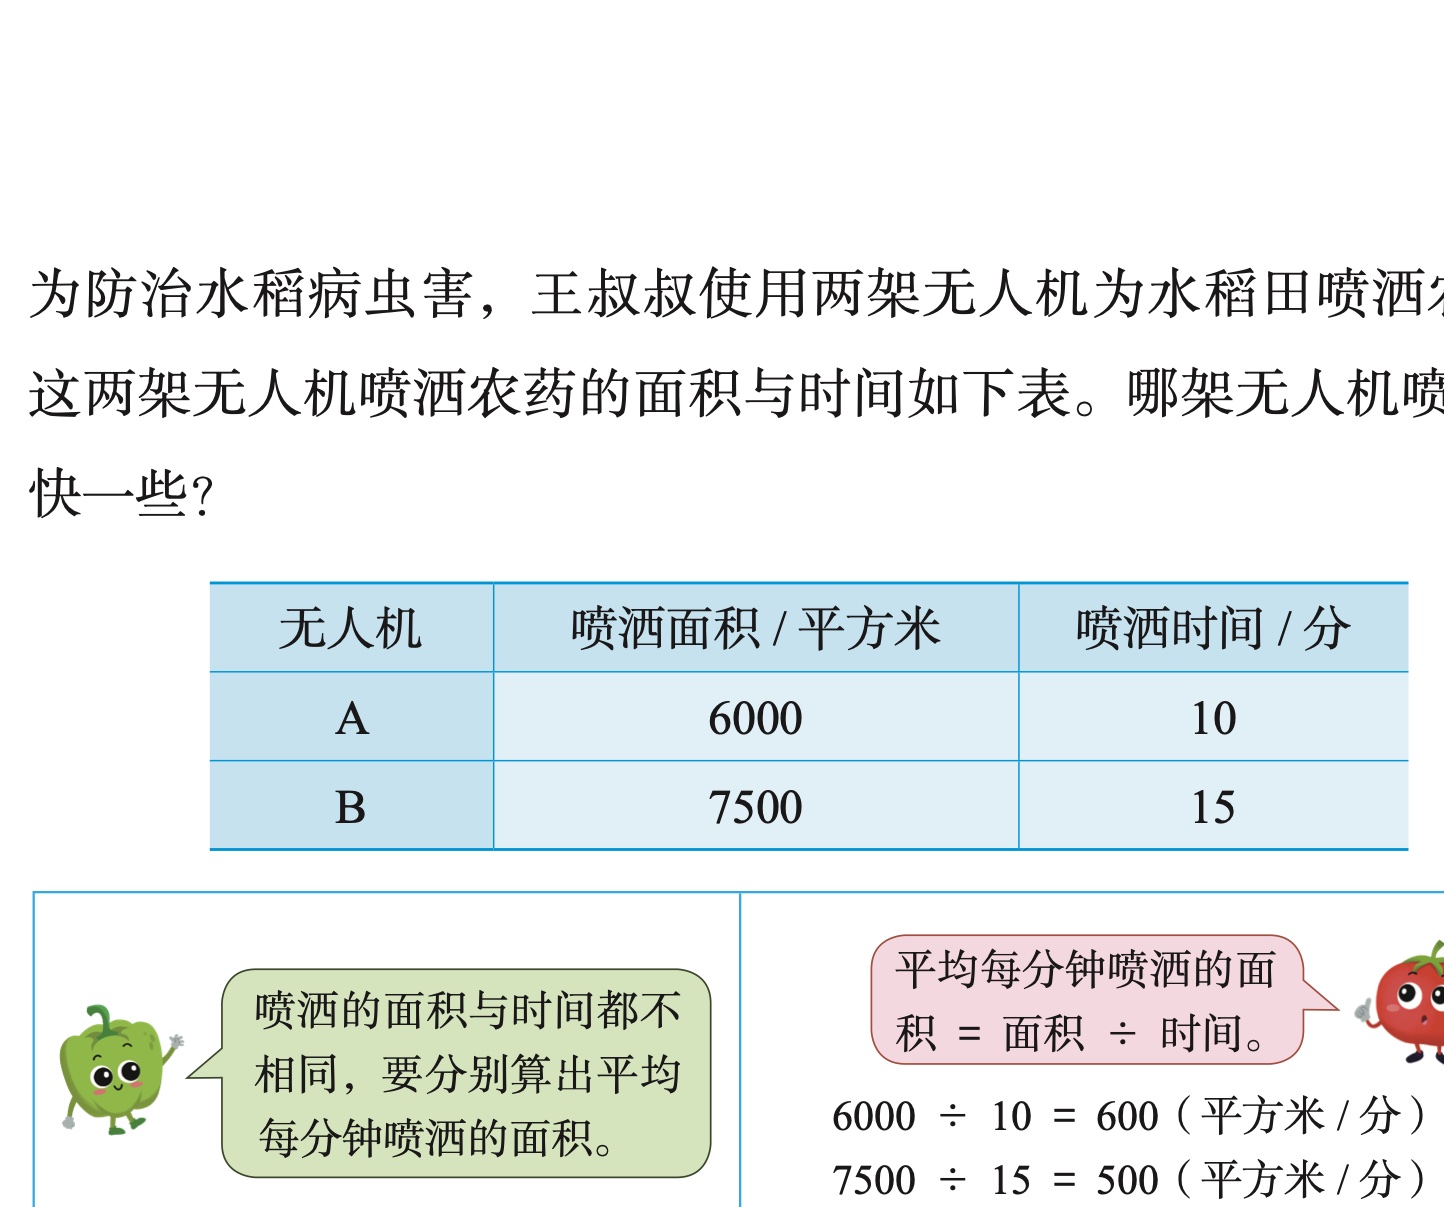 为防治水稻病虫害，王叔叔使用两架无人机为水稻田喷洒
这两架无人机喷洒农药的面积与时间如下表。哪架无人机喷
快一些？
无人机 喷洒面积 / 平方米 喷洒时间 / 分
A 6000 10
B 7500 15
喷洒的面积与时间都不
相同，要分别算出平均
每分钟喷洒的面积。
平均每分钟喷洒的面
积 = 面积 ÷ 时间。
6000 ÷ 10 = 600（平方米 / 分）
7500 ÷ 15 = 500（平方米 / 分）